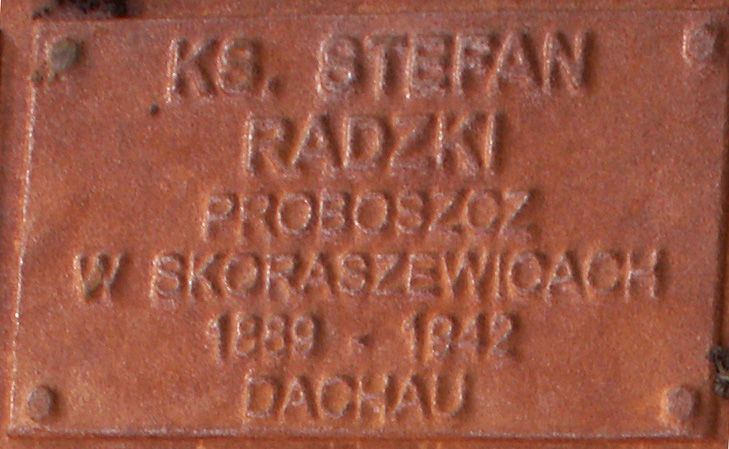 KS. STEFAN
RADZKI
PROBOSZCZ
W SKORASZEWICACH
1889 - 1942
DACHAU